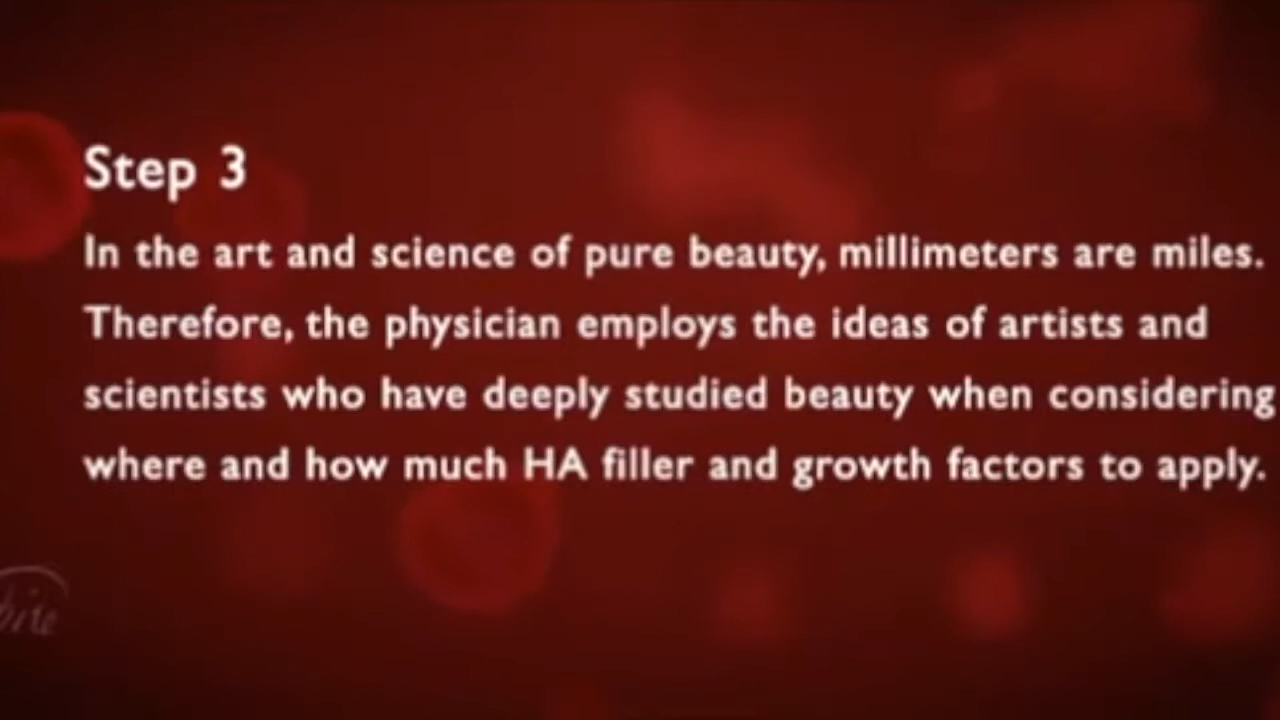 Step 3
In the art and science of pure beauty, millimeters are miles.
Therefore, the physician employs the ideas of artists and
scientists who have deeply studied beauty when considering
where and how much HA filler and growth factors to apply.